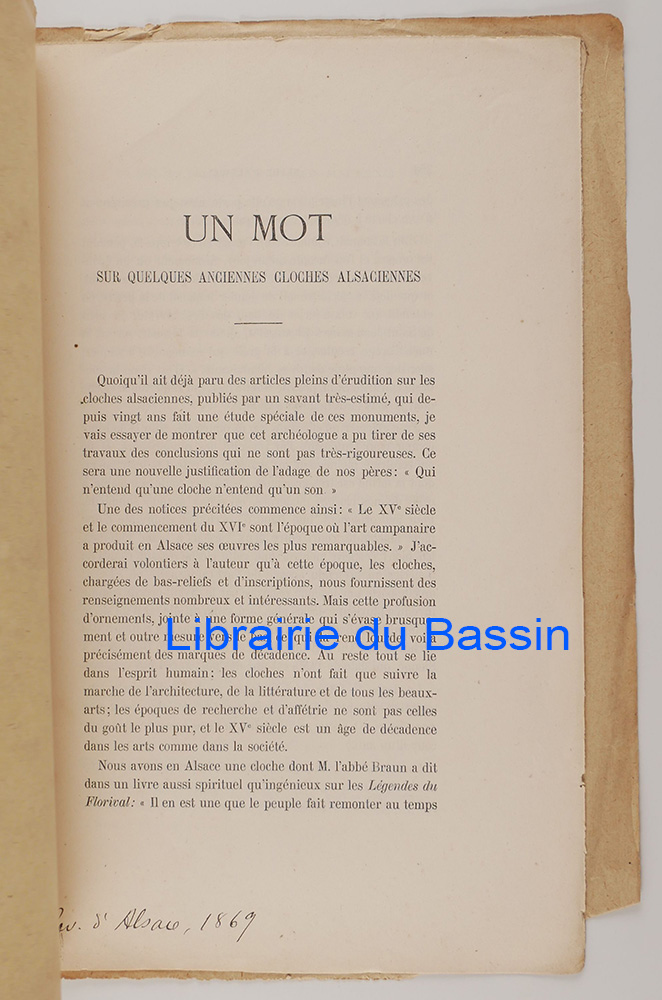 UN MOT
SUR QUELQUES ANCIENNES CLOCHES ALSACIENNES
Quoiqu'il ait déjà paru des articles pleins d'érudition sur les
cloches alsaciennes, publiés par un savant très-estimé, qui de-
puis vingt ans fait une étude spéciale de ces monuments, je
vais essayer de montrer que cet archéologue a pu tirer de ses
travaux des conclusions qui ne sont pas très-rigoureuses. Ce
sera une nouvelle justification de l'adage de nos pères: « Qui
n'entend qu'une cloche n'entend qu'un son »
Une des notices précitées commence ainsi: « Le XVe siècle
et le commencement du XVIe sont l'époque où l'art campanaire
a produit en Alsace ses œuvres les plus remarquables. » J'ac-
corderai volontiers à l'auteur qu'à cette époque, les cloches,
chargées de bas-reliefs et d'inscriptions, nous fournissent des
renseignements nombreux et intéressants. Mais cette profusion
d'ornements, jointe à une forme générale qui s'évase brusque-
ment et outre mesure vers le bas, ce qui la rend lourde, voilà
Librairie du Bassin
précisément des marques de décadence. Au reste tout se lie
dans l'esprit humain; les cloches n'ont fait que suivre la
marche de l'architecture, de la littérature et de tous les beaux-
arts; les époques de recherche et d'afféterie ne sont pas celles
du goût le plus pur, et le XVe siècle est un âge de décadence
dans les arts comme dans la société.
Nous avons en Alsace une cloche dont M. l'abbé Braun a dit
dans un livre aussi spirituel qu'ingénieux sur les Légendes du
Florival: « Il en est une que le peuple fait remonter au temps
d'Alsace, 1869